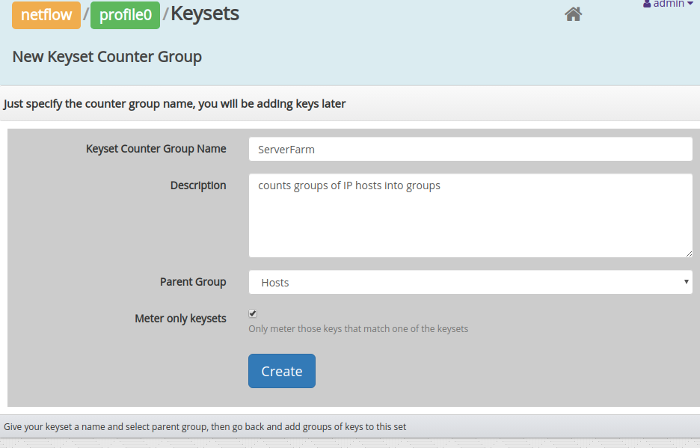 netflow / profile0 / Keysets
admin
New Keyset Counter Group
Just specify the counter group name, you will be adding keys later
Keyset Counter Group Name ServerFarm
Description counts groups of IP hosts into groups
Parent Group Hosts
Meter only keysets
Only meter those keys that match one of the keysets
Create
Give your keyset a name and select parent group, then go back and add groups of keys to this set